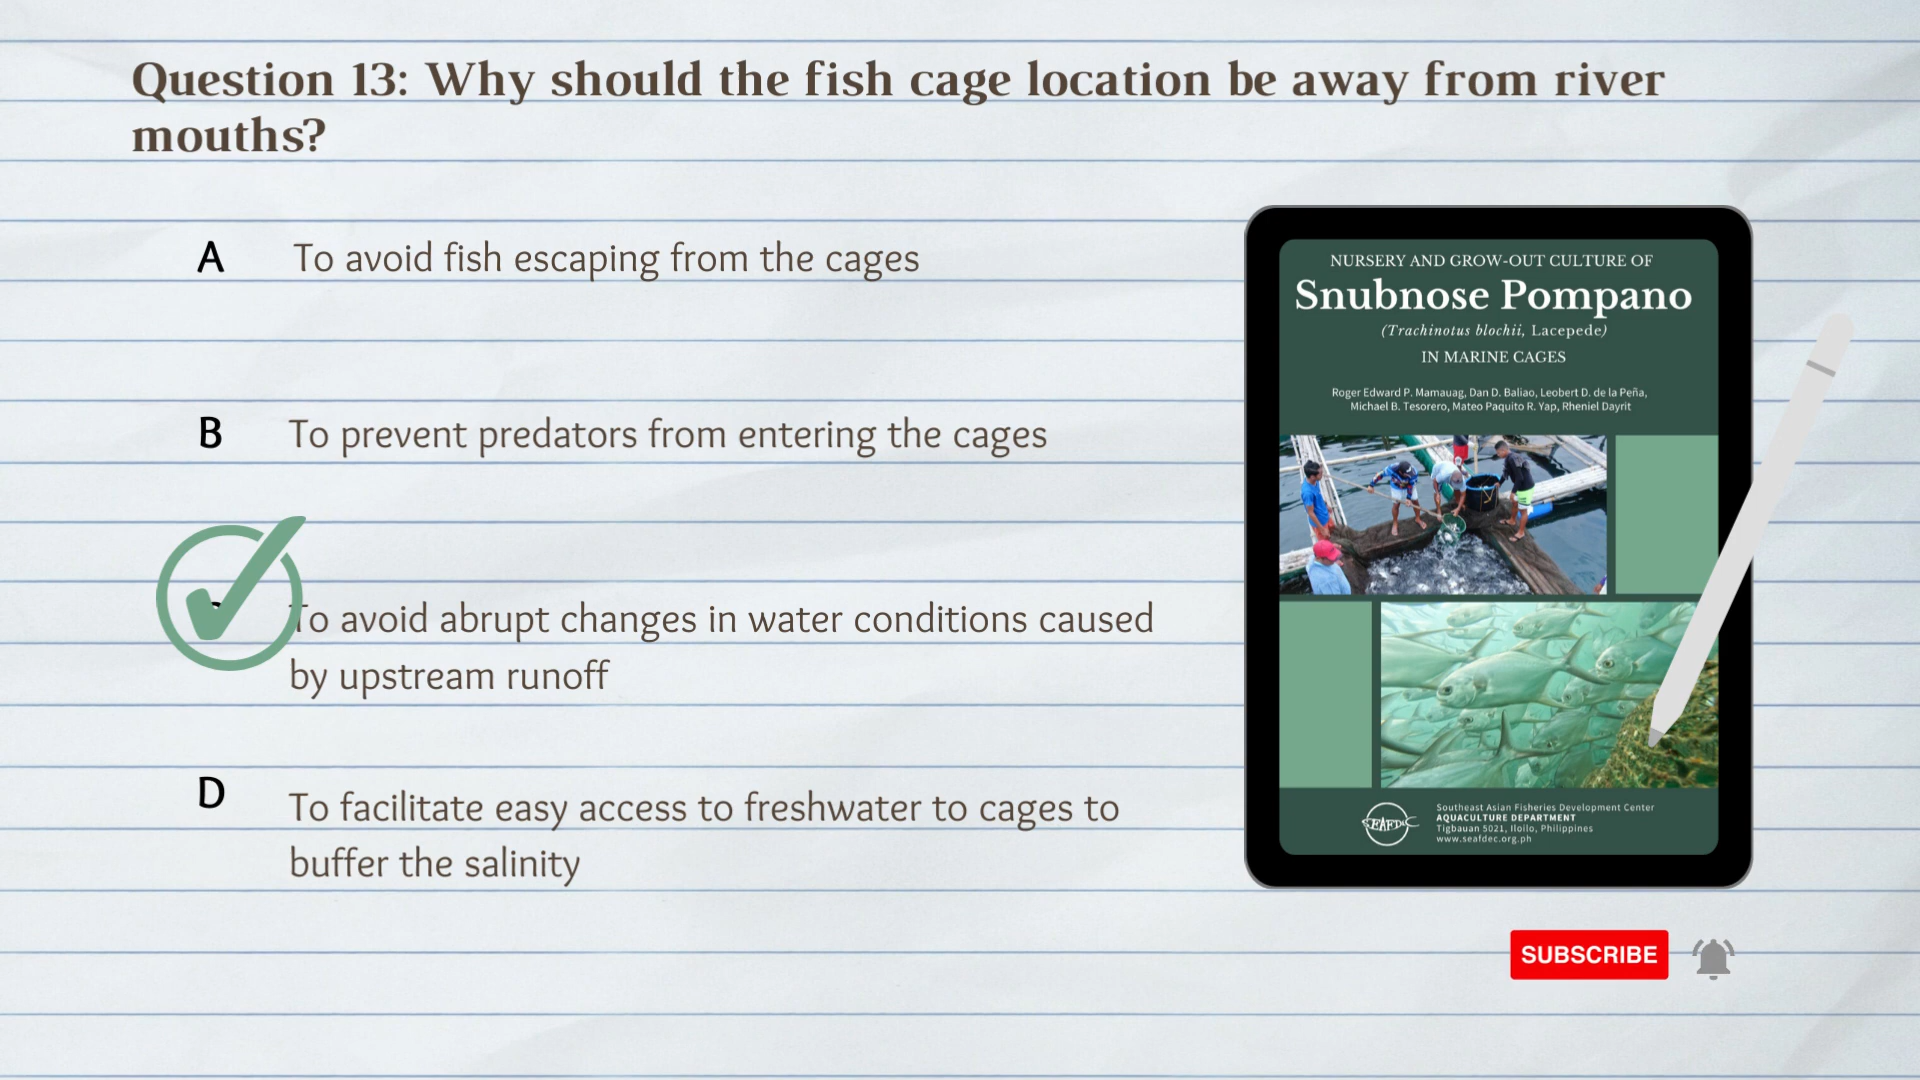 Question 13: Why should the fish cage location be away from river
mouths?
A To avoid fish escaping from the cages
B To prevent predators from entering the cages
To avoid abrupt changes in water conditions caused
by upstream runoff
D To facilitate easy access to freshwater to cages to
buffer the salinity
NURSERY AND GROW-OUT CULTURE OF
Snubnose Pompano
(Trachinotus blochii, Lacepede)
IN MARINE CAGES
Roger Edward P. Mamauag, Dan D. Baliao, Leobert D. de la Peña,
Michael B. Tesorero, Mateo Paquito R. Yap, Rheniel Dayrit
SEAFDEC
Southeast Asian Fisheries Development Center
AQUACULTURE DEPARTMENT
Tigbauan 5021, Iloilo, Philippines
www.seafdec.org.ph
SUBSCRIBE